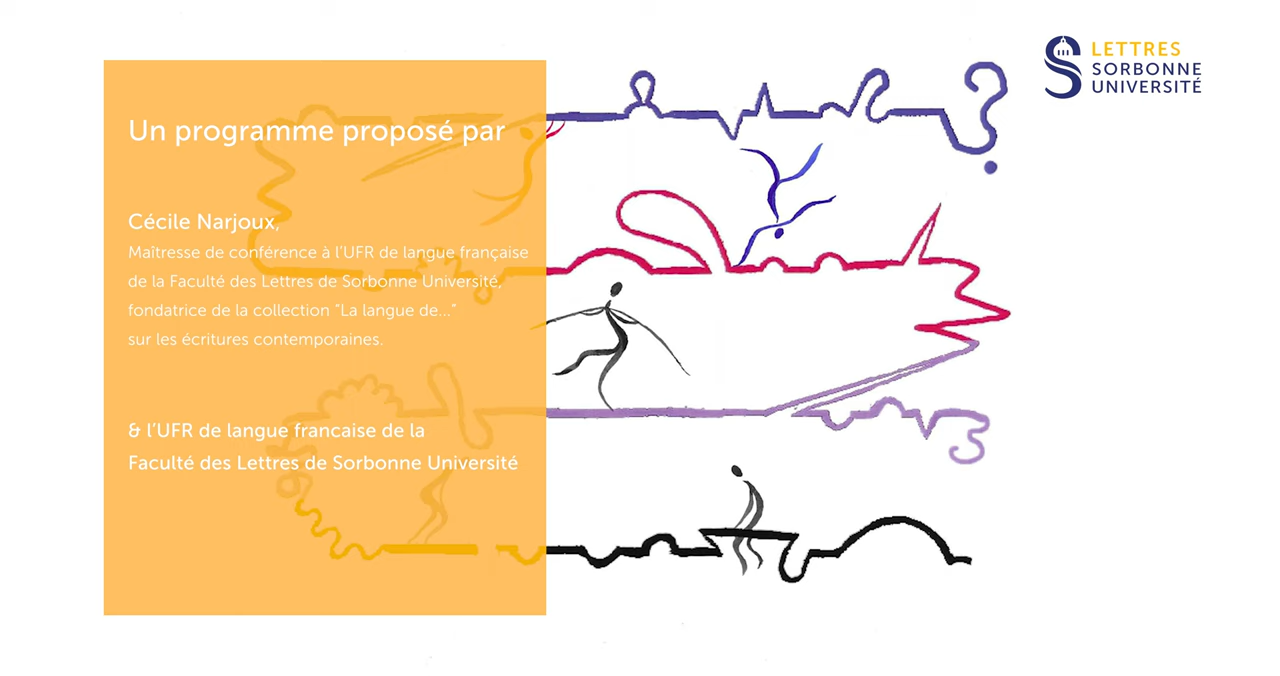 Un programme proposé par
Cécile Narjoux,
Maîtresse de conférence à l'UFR de langue française
de la Faculté des Lettres de Sorbonne Université,
fondatrice de la collection "La langue de..."
sur les écritures contemporaines.
& l'UFR de langue francaise de la
Faculté des Lettres de Sorbonne Université
LETTRES
SORBONNE
UNIVERSITÉ